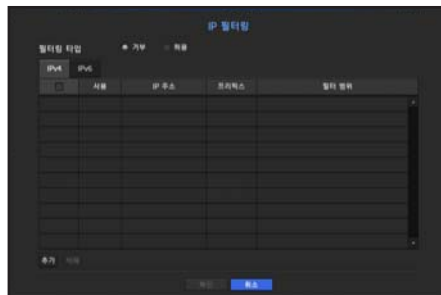 IP 필터링
필터링 타입 거부 허용
IPv4 IPv6
사용 IP 주소 프리픽스 필터 범위
추가 삭제
확인 취소